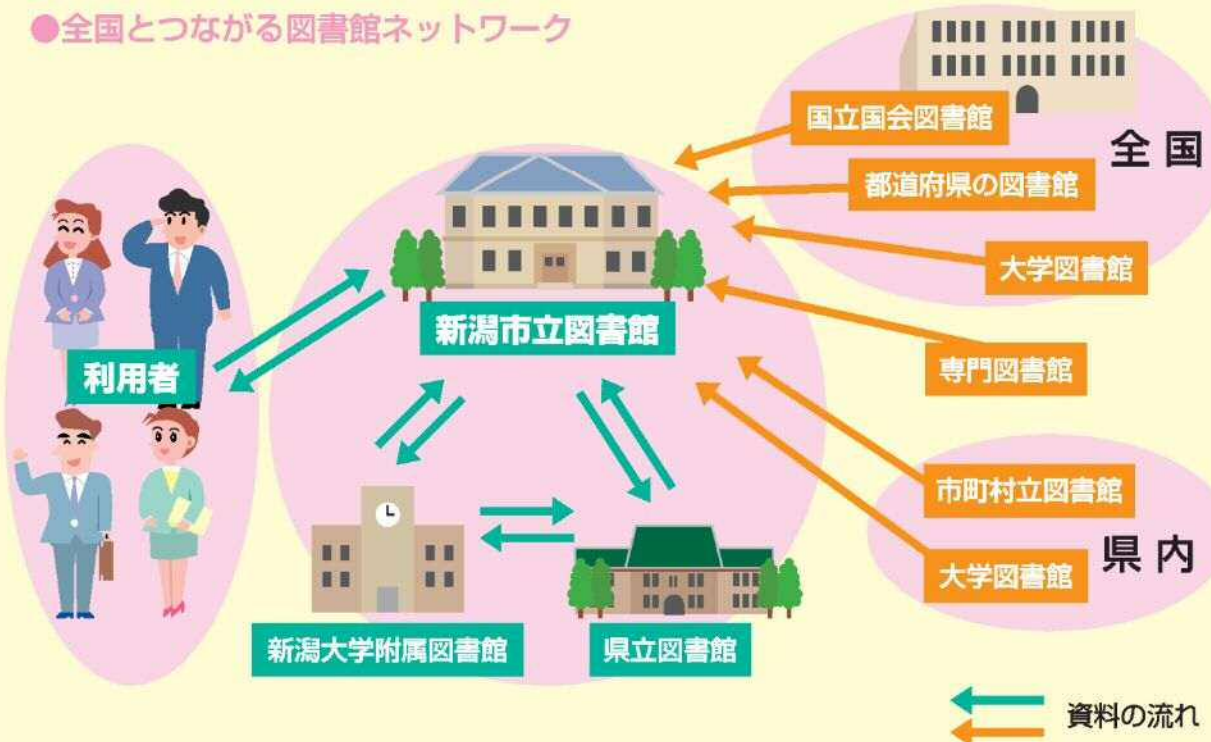 ●全国とつながる図書館ネットワーク
国立国会図書館
全国
都道府県の図書館
大学図書館
新潟市立図書館
利用者
専門図書館
市町村立図書館
県内
大学図書館
新潟大学附属図書館
県立図書館
資料の流れ